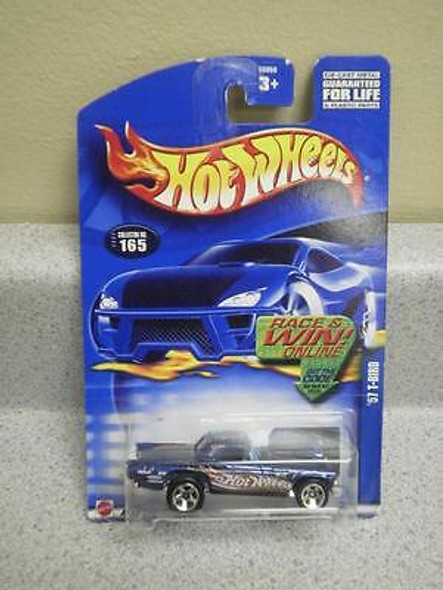 3+
DIE-CAST METAL
GUARANTEED
FOR LIFE
& PLASTIC PARTS
HOT WHEELS
COLLECTOR NO.
165
RACE &
WIN!
ONLINE
GET THE
CODE
'57 T-BIRD
Hot Wheels